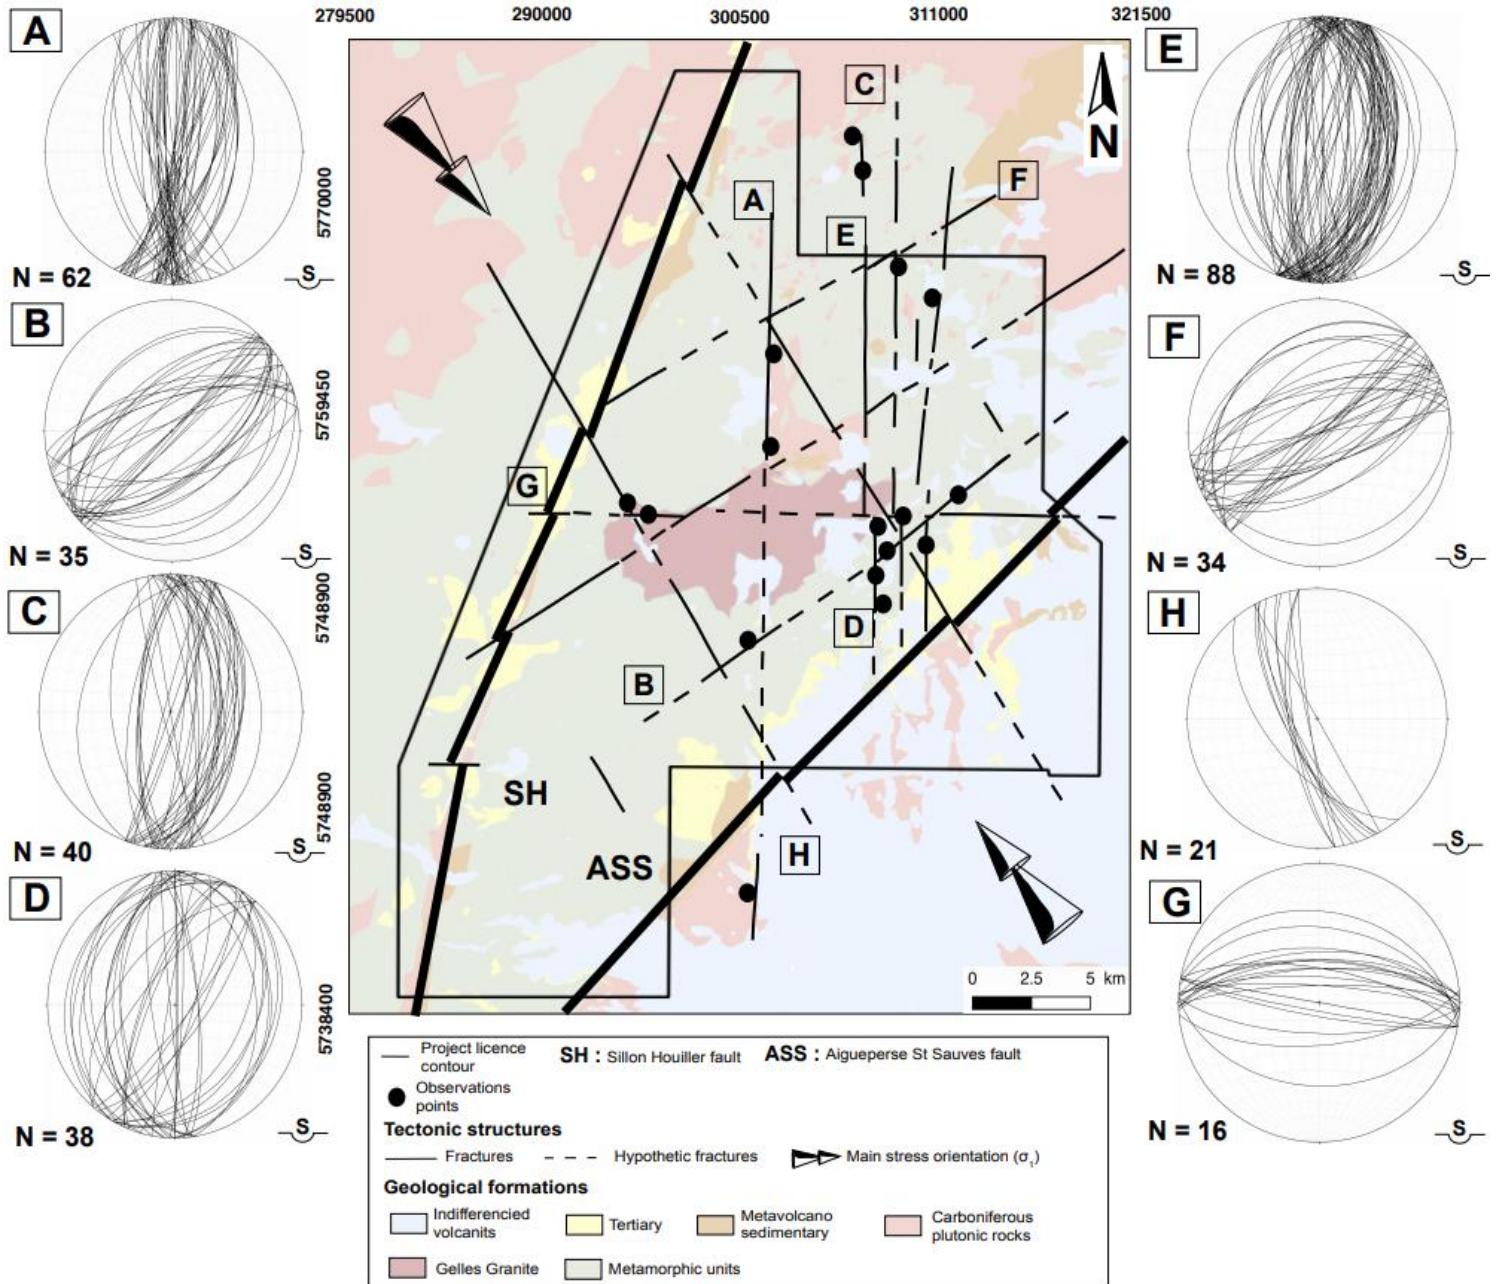 279500 290000 300500 311000 321500
5770000
5759450
5748900
5748900
5738400
A
N = 62
S
B
N = 35
S
C
N = 40
S
D
N = 38
S
E
N = 88
S
F
N = 34
S
H
N = 21
S
G
N = 16
S
N
C
A
F
E
G
D
B
H
SH
ASS
0 2.5 5 km
Project licence
contour
SH : Sillon Houiller fault
ASS : Aigueperse St Sauves fault
Observations
points
Tectonic structures
Fractures
Hypothetic fractures
Main stress orientation (σ₁)
Geological formations
Indifferencied
volcanits
Tertiary
Metavolcano
sedimentary
Carboniferous
plutonic rocks
Gelles Granite
Metamorphic units